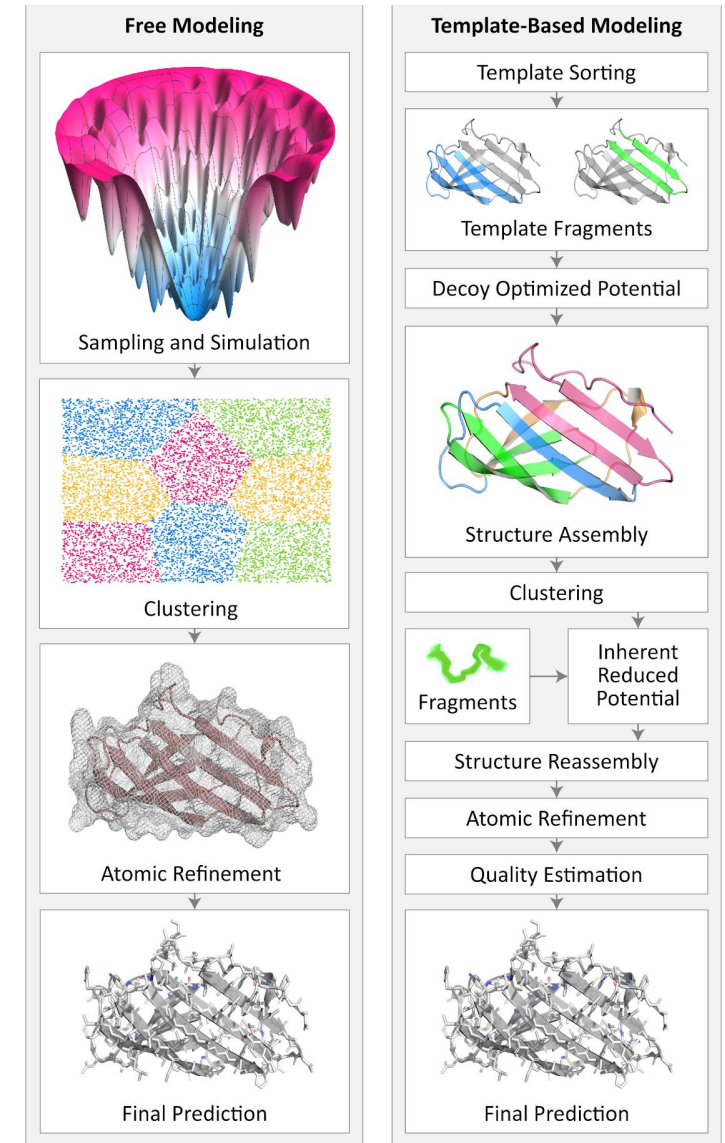 Free Modeling
Sampling and Simulation
Clustering
Atomic Refinement
Final Prediction
Template-Based Modeling
Template Sorting
Template Fragments
Decoy Optimized Potential
Structure Assembly
Clustering
Fragments
Inherent
Reduced
Potential
Structure Reassembly
Atomic Refinement
Quality Estimation
Final Prediction